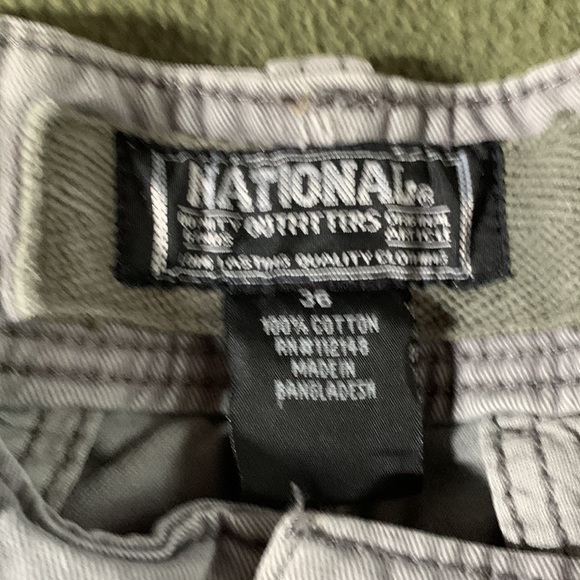 NATIONAL
OUTFITTERS
LONG LASTING QUALITY CLOTHING
36
100% COTTON
RN#112148
MADE IN
BANGLADESH